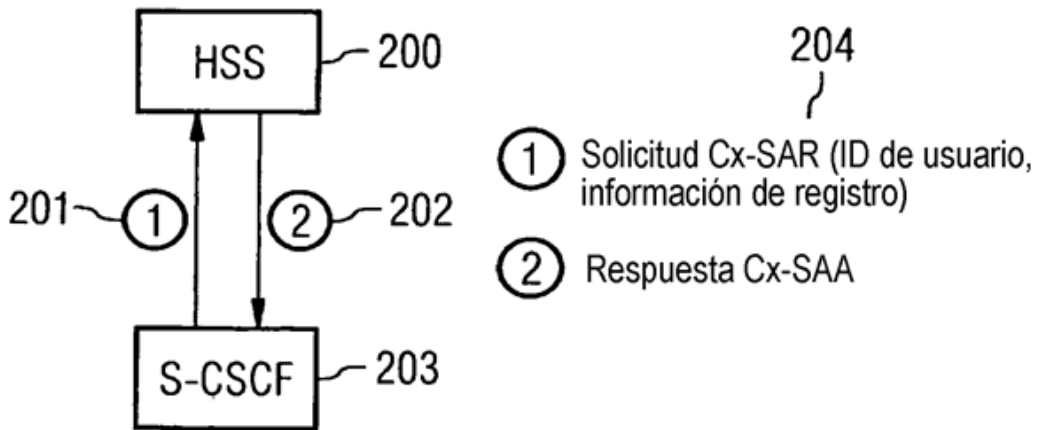 HSS
200
204
1 Solicitud Cx-SAR (ID de usuario,
información de registro)
201
1
2
202
2 Respuesta Cx-SAA
S-CSCF
203